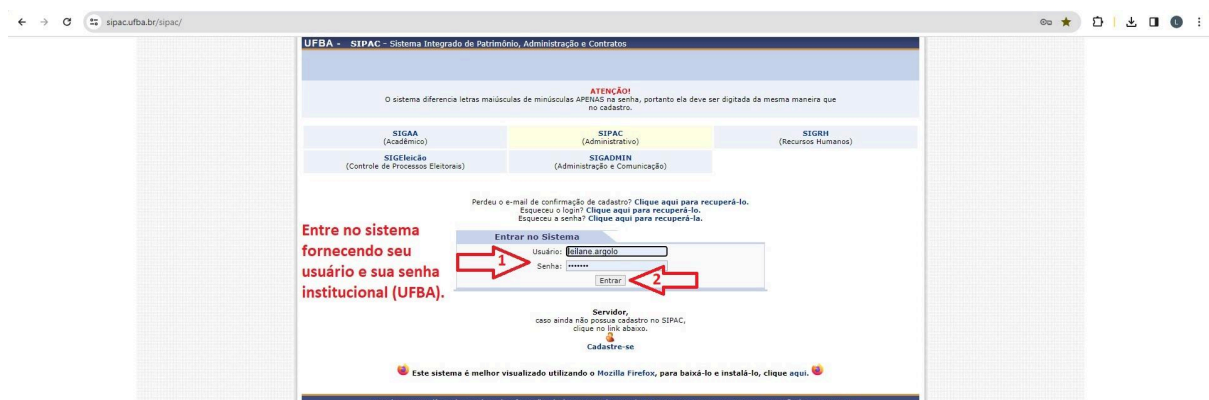 sipac.ufba.br/sipac/
UFBA - SIPAC - Sistema Integrado de Patrimônio, Administração e Contratos
ATENÇÃO!
O sistema diferencia letras maiúsculas de minúsculas APENAS na senha, portanto ela deve ser digitada da mesma maneira que
no cadastro.
SIGAA
(Acadêmico)
SIPAC
(Administrativo)
SIGRH
(Recursos Humanos)
SIGEleicão
(Controle de Processos Eleitorais)
SIGADMIN
(Administração e Comunicação)
Perdeu o e-mail de confirmação de cadastro? Clique aqui para recuperá-lo.
Esqueceu o login? Clique aqui para recuperá-lo.
Esqueceu a senha? Clique aqui para recuperá-la.
Entre no sistema
fornecendo seu
usuário e sua senha
institucional (UFBA).
Entrar no Sistema
1
Usuário: leilane.argolo
Senha: •••••••
Entrar
2
Servidor,
caso ainda não possua cadastro no SIPAC,
clique no link abaixo.
Cadastre-se
Este sistema é melhor visualizado utilizando o Mozilla Firefox, para baixá-lo e instalá-lo, clique aqui.